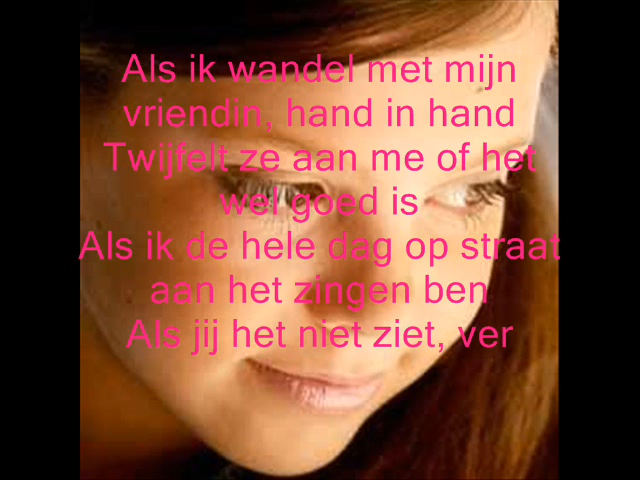 Als ik wandel met mijn
vriendin, hand in hand
Twijfelt ze aan me of het
wel goed is
Als ik de hele dag op straat
aan het zingen ben
Als jij het niet ziet, ver